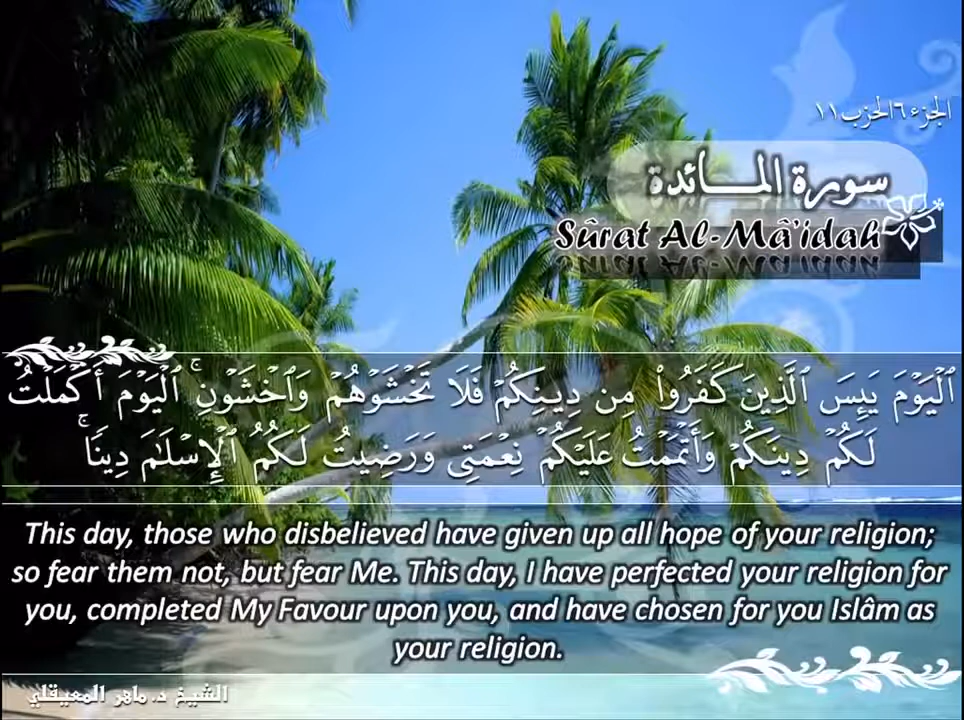 الجزء ٦ الحزب ١١
سورة المـــائدة
Sûrat Al-Mâ'idah
ٱلْيَوْمَ يَئِسَ ٱلَّذِينَ كَفَرُوا۟ مِن دِينِكُمْ فَلَا تَخْشَوْهُمْ وَٱخْشَوْنِ ۚ ٱلْيَوْمَ أَكْمَلْتُ
لَكُمْ دِينَكُمْ وَأَتْمَمْتُ عَلَيْكُمْ نِعْمَتِى وَرَضِيتُ لَكُمُ ٱلْإِسْلَـٰمَ دِينًا ۚ
This day, those who disbelieved have given up all hope of your religion;
so fear them not, but fear Me. This day, I have perfected your religion for
you, completed My Favour upon you, and have chosen for you Islâm as
your religion.
الشيخ د. ماهر المعيقلي